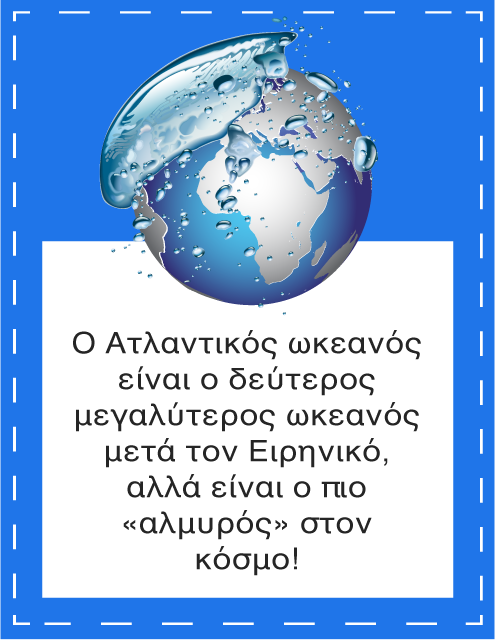 Ο Ατλαντικός ωκεανός
είναι ο δεύτερος
μεγαλύτερος ωκεανός
μετά τον Ειρηνικό,
αλλά είναι ο πιο
«αλμυρός» στον
κόσμο!